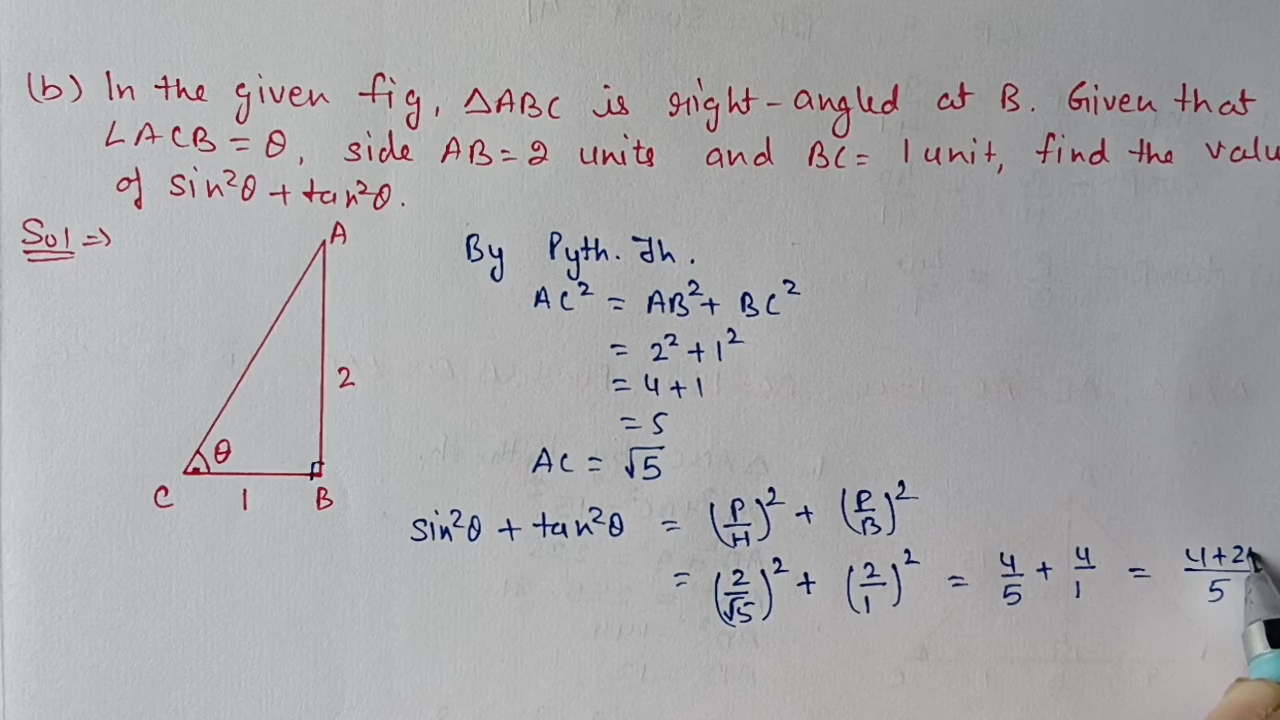 (b) In the given fig, ΔABC is right-angled at B. Given that
∠ACB = θ, side AB = 2 units and BC = 1 unit, find the valu
of sin²θ + tan²θ.
Sol ⇒
A
2
θ
C 1 B
By Pyth. Th.
AC² = AB² + BC²
= 2² + 1²
= 4 + 1
= 5
AC = √5
sin²θ + tan²θ = (P/H)² + (P/B)²
= (2/√5)² + (2/1)² = 4/5 + 4/1 = 4+2/5